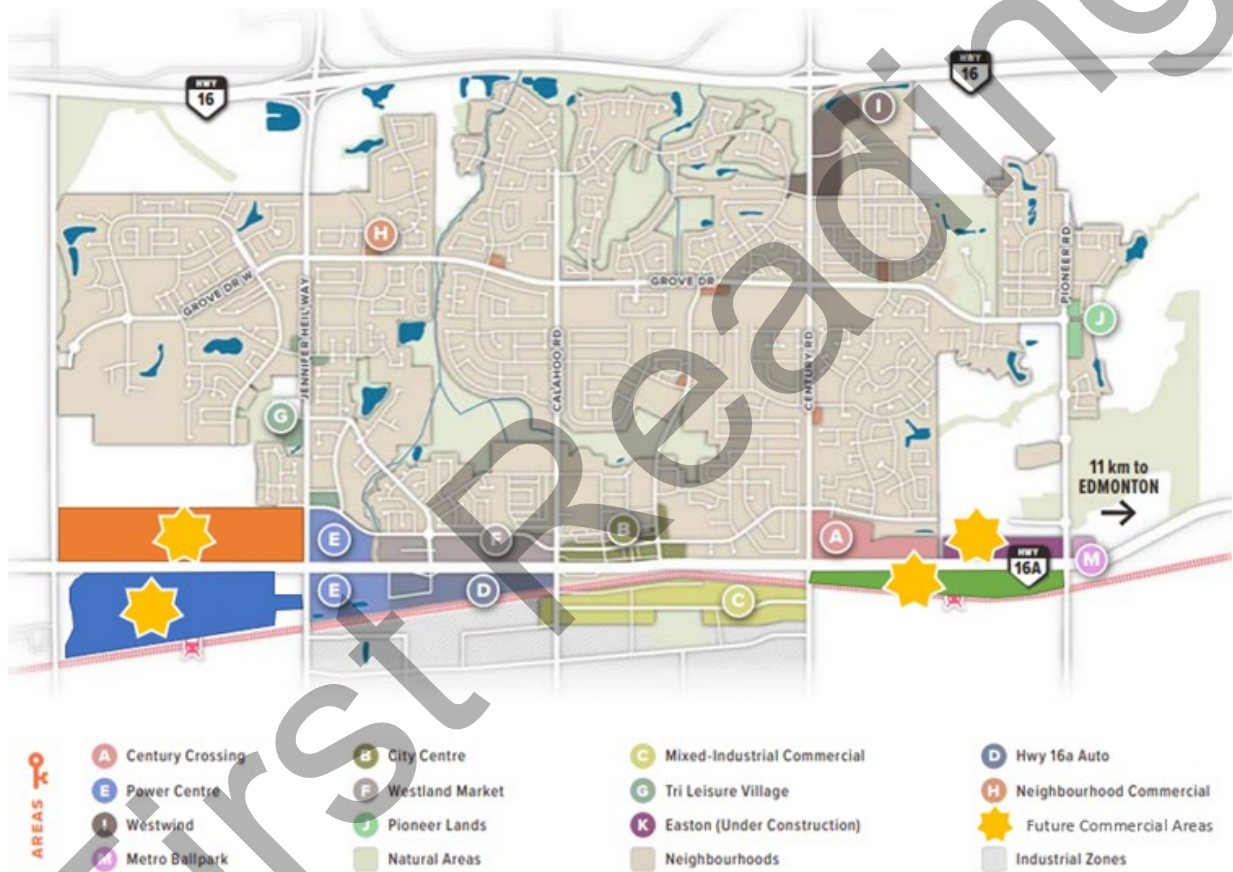 HWY
16
HWY
16
I
H
GROVE DR W
GROVE DR
JENNIFER HEIL WAY
CALAHOO RD
CENTURY RD
PIONEER RD
J
G
11 km to
EDMONTON
E
F
B
A
M
HWY
16A
E
D
C
First Reading
AREAS
A Century Crossing
B City Centre
C Mixed-Industrial Commercial
D Hwy 16a Auto
E Power Centre
F Westland Market
G Tri Leisure Village
H Neighbourhood Commercial
I Westwind
J Pioneer Lands
K Easton (Under Construction)
Future Commercial Areas
M Metro Ballpark
Natural Areas
Neighbourhoods
Industrial Zones